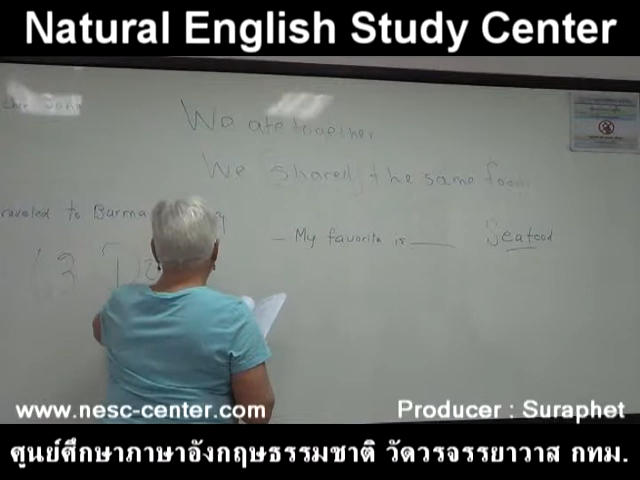 Natural English Study Center
We ate together
We shared the same food
traveled to Burma
- My favorite is ____ Seafood
www.nesc-center.com Producer : Suraphet
ศูนย์ศึกษาภาษาอังกฤษธรรมชาติ วัดวรจรรยาวาส กทม.